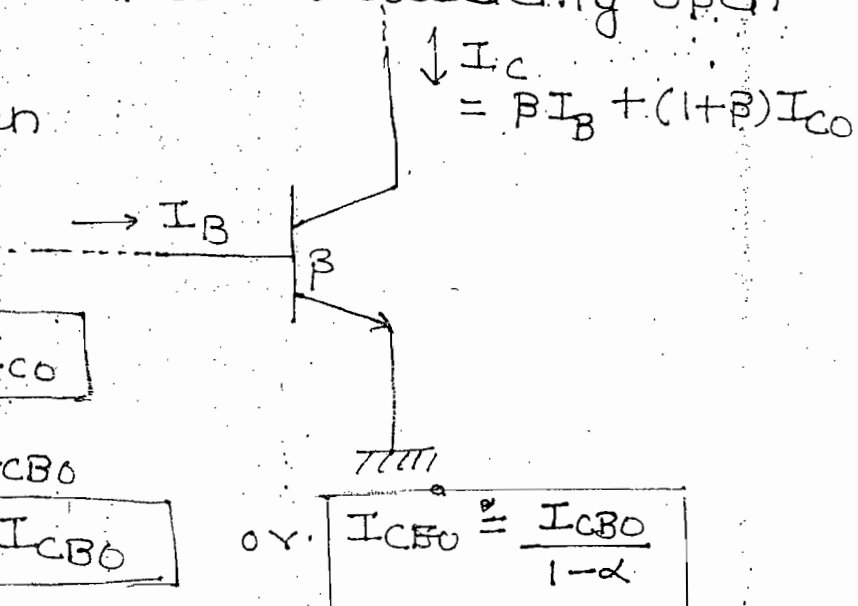 ↓ I_C
= βI_B + (1+β)I_CO
→ I_B
β
CO
CBO
I_CBO or. I_CEO ≅ I_CBO / 1-α